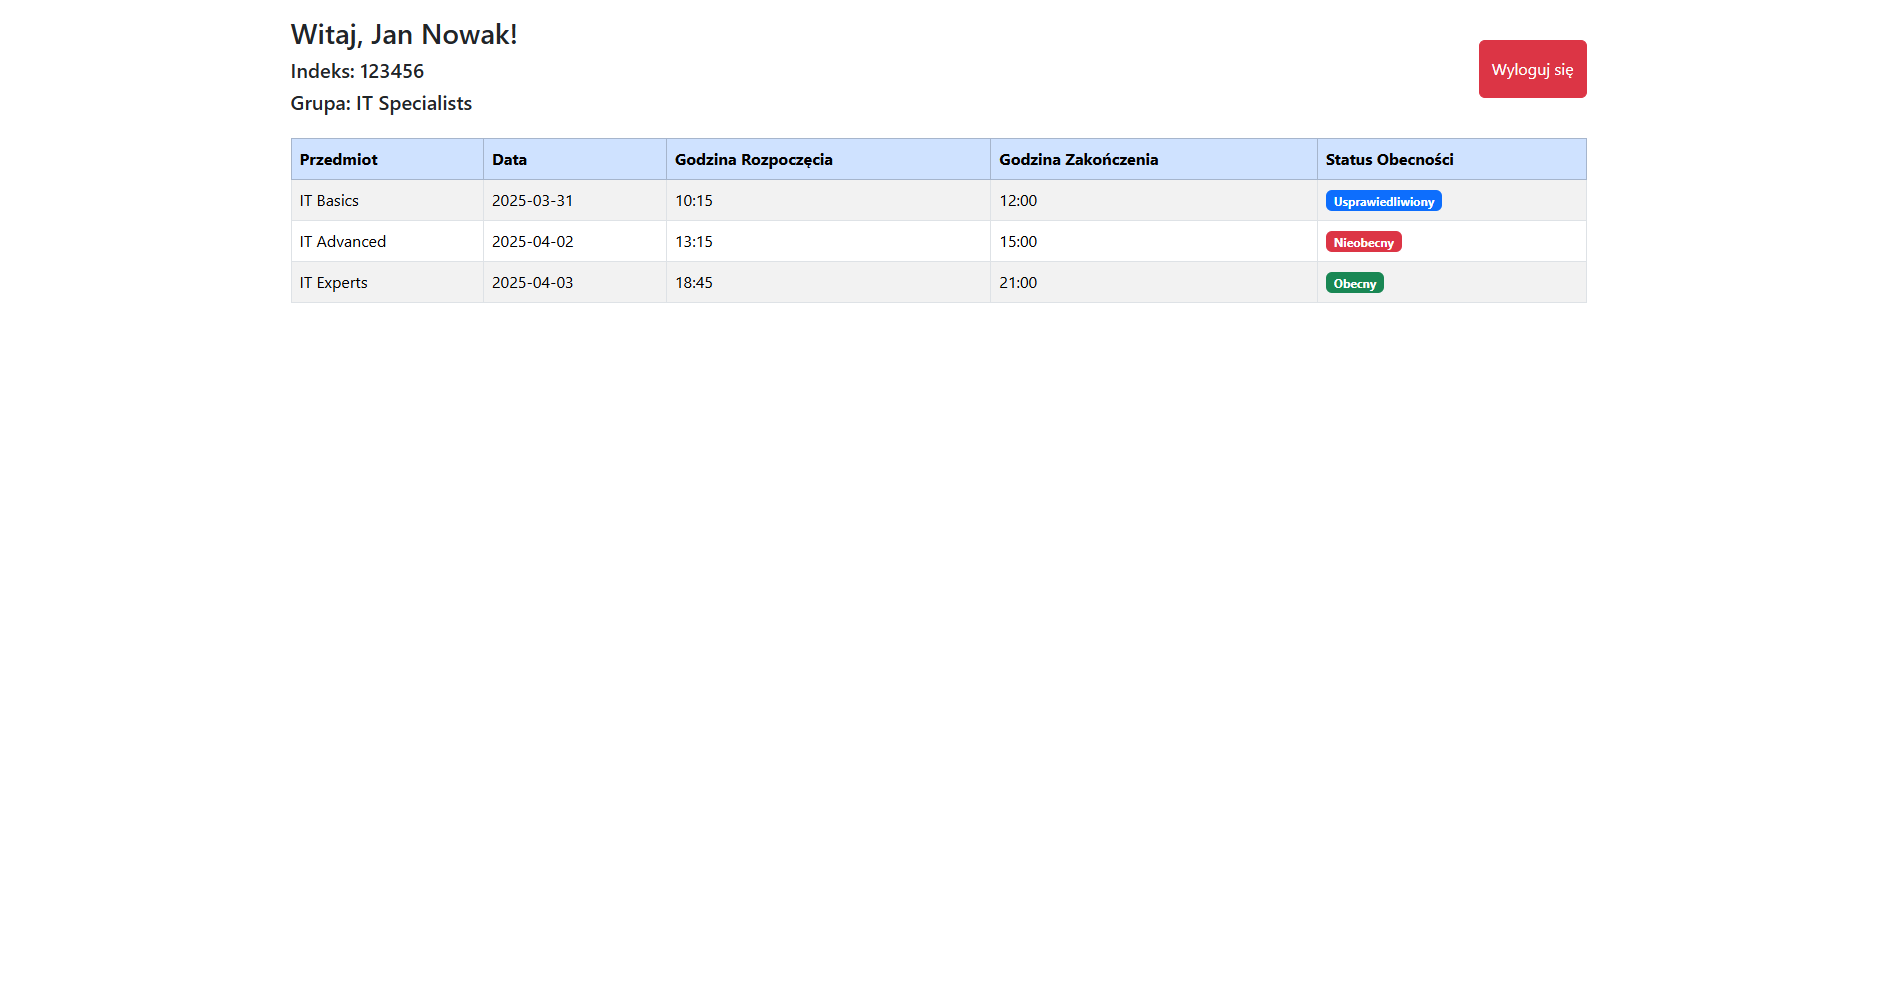 Witaj, Jan Nowak!
Indeks: 123456
Grupa: IT Specialists
Wyloguj się
Przedmiot Data Godzina Rozpoczęcia Godzina Zakończenia Status Obecności
IT Basics 2025-03-31 10:15 12:00 Usprawiedliwiony
IT Advanced 2025-04-02 13:15 15:00 Nieobecny
IT Experts 2025-04-03 18:45 21:00 Obecny